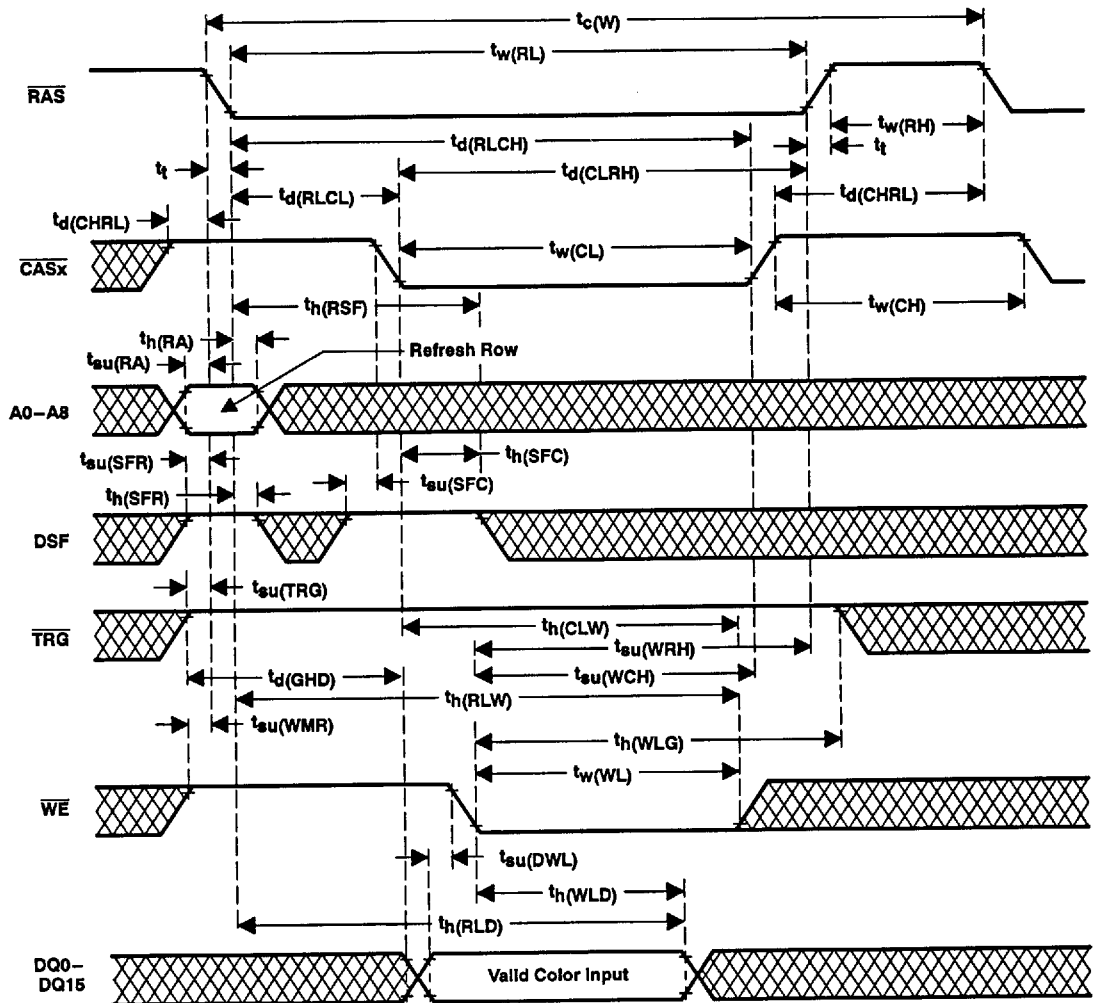 tc(W)
tw(RL)
RAS
tw(RH)
td(RLCH)
tt
tt
td(CLRH)
td(RLCL)
td(CHRL)
td(CHRL)
CASx
tw(CL)
tw(CH)
th(RSF)
th(RA)
Refresh Row
tsu(RA)
A0–A8
tsu(SFR)
th(SFC)
tsu(SFC)
th(SFR)
DSF
tsu(TRG)
TRG
th(CLW)
tsu(WRH)
td(GHD)
tsu(WCH)
th(RLW)
tsu(WMR)
th(WLG)
tw(WL)
WE
tsu(DWL)
th(WLD)
th(RLD)
DQ0–
DQ15
Valid Color Input